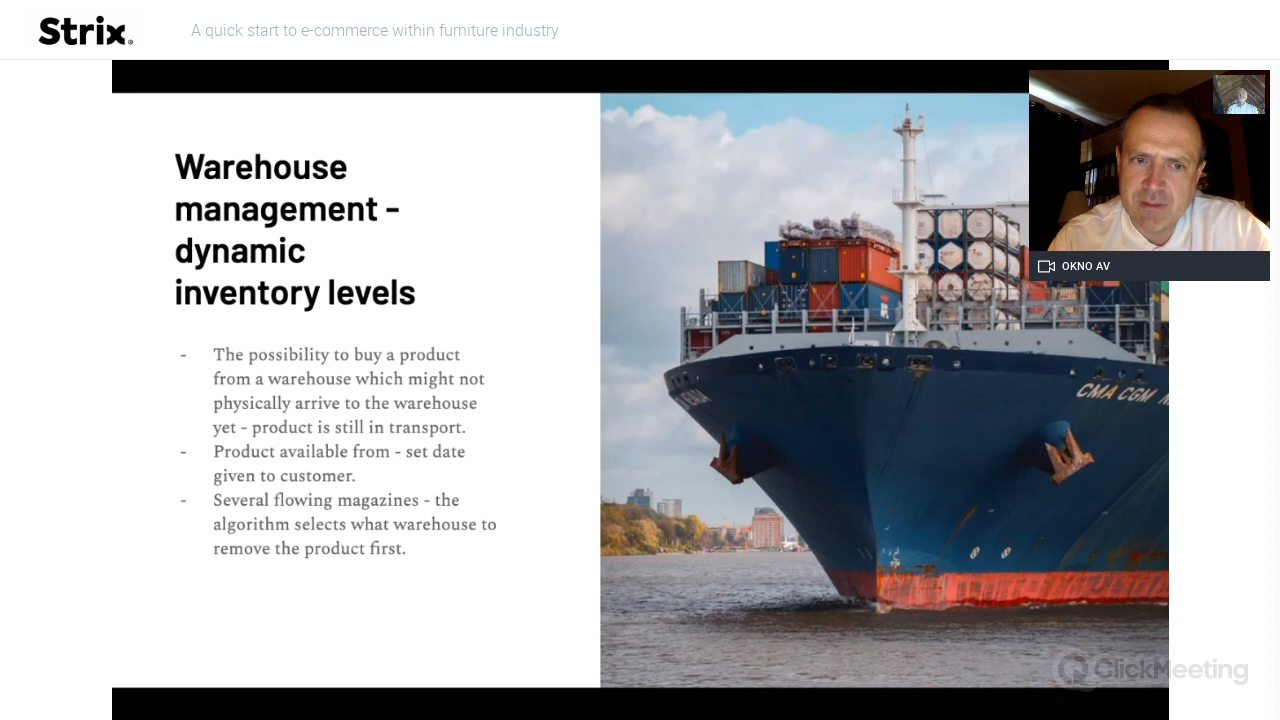 Strix®
A quick start to e-commerce within furniture industry
Warehouse
management -
dynamic
inventory levels
- The possibility to buy a product
from a warehouse which might not
physically arrive to the warehouse
yet - product is still in transport.
- Product available from - set date
given to customer.
- Several flowing magazines - the
algorithm selects what warehouse to
remove the product first.
OKNO AV
CMA CGM
ClickMeeting